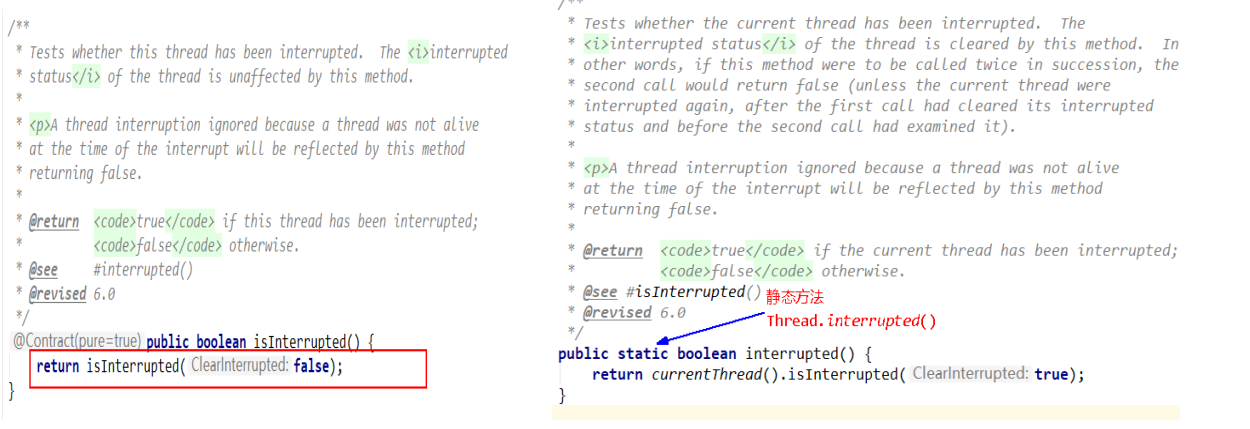 /**
* Tests whether this thread has been interrupted.  The <i>interrupted
* status</i> of the thread is unaffected by this method.
*
* <p>A thread interruption ignored because a thread was not alive
* at the time of the interrupt will be reflected by this method
* returning false.
*
* @return  <code>true</code> if this thread has been interrupted;
*          <code>false</code> otherwise.
* @see     #interrupted()
* @revised 6.0
*/
@Contract(pure=true) public boolean isInterrupted() {
return isInterrupted( ClearInterrupted: false);
}
/**
* Tests whether the current thread has been interrupted.  The
* <i>interrupted status</i> of the thread is cleared by this method.  In
* other words, if this method were to be called twice in succession, the
* second call would return false (unless the current thread were
* interrupted again, after the first call had cleared its interrupted
* status and before the second call had examined it).
*
* <p>A thread interruption ignored because a thread was not alive
* at the time of the interrupt will be reflected by this method
* returning false.
*
* @return  <code>true</code> if the current thread has been interrupted;
*          <code>false</code> otherwise.
* @see #isInterrupted()
静态方法
* @revised 6.0
Thread.interrupted()
*/
public static boolean interrupted() {
return currentThread().isInterrupted( ClearInterrupted: true);
}